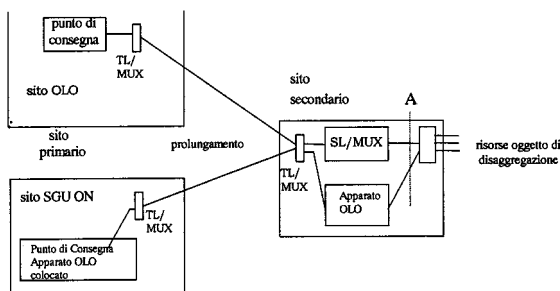 punto di
consegna
TL/
MUX
sito OLO
sito
primario
prolungamento
sito SGU ON
TL/
MUX
Punto di Consegna
Apparato OLO
colocato
sito
secondario
A
TL/
MUX
SL/MUX
Apparato
OLO
risorse oggetto di
disaggregazione